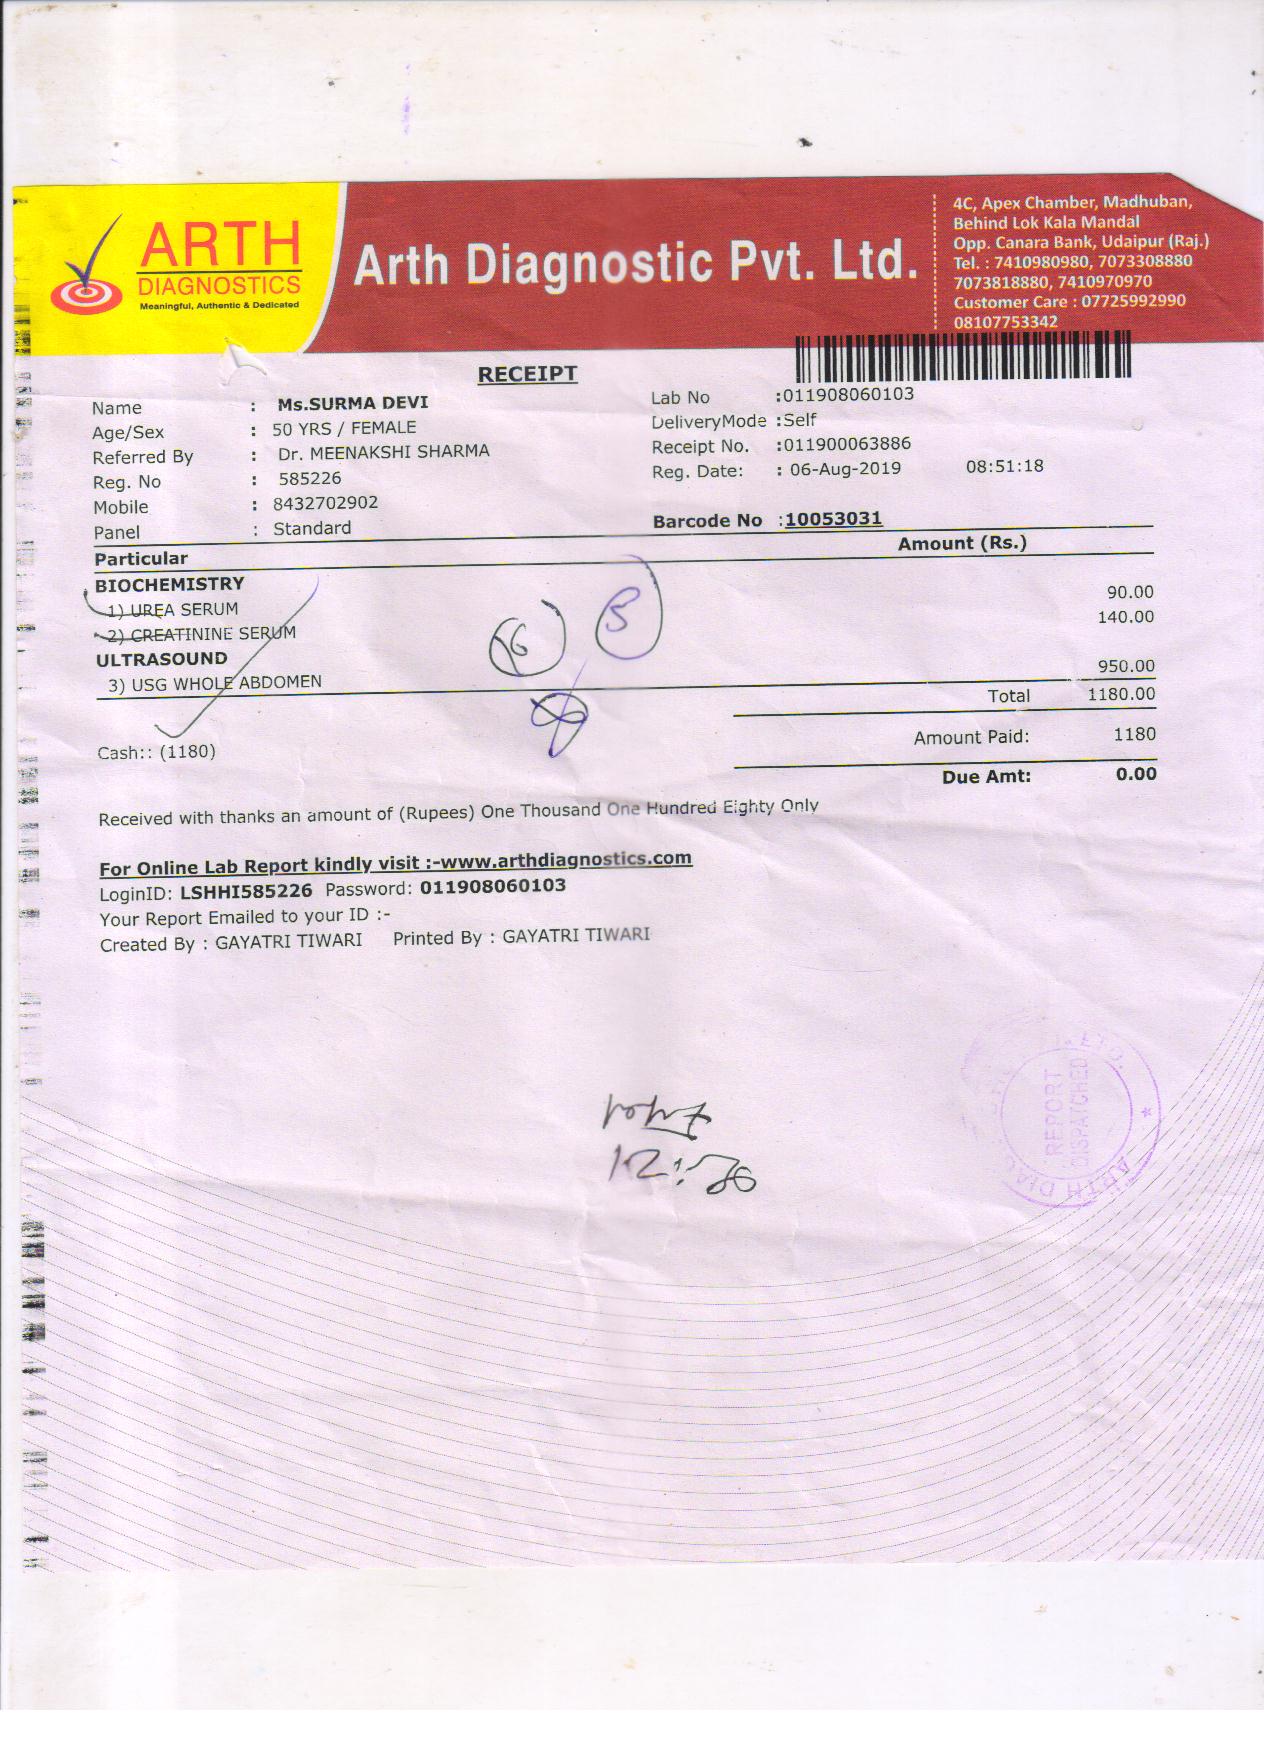 ARTH
DIAGNOSTICS
Meaningful, Authentic & Dedicated
Arth Diagnostic Pvt. Ltd.
4C, Apex Chamber, Madhuban,
Behind Lok Kala Mandal
Opp. Canara Bank, Udaipur (Raj.)
Tel. : 7410980980, 7073308880
7073818880, 7410970970
Customer Care : 07725992990
08107753342
RECEIPT
Name : Ms.SURMA DEVI
Age/Sex : 50 YRS / FEMALE
Referred By : Dr. MEENAKSHI SHARMA
Reg. No : 585226
Mobile : 8432702902
Panel : Standard
Lab No :011908060103
DeliveryMode :Self
Receipt No. :011900063886
Reg. Date: : 06-Aug-2019 08:51:18
Barcode No :10053031
Particular Amount (Rs.)
BIOCHEMISTRY
1) UREA SERUM 90.00
2) CREATININE SERUM 140.00
ULTRASOUND
3) USG WHOLE ABDOMEN 950.00
16 5
Total 1180.00
Cash:: (1180)
Amount Paid: 1180
Due Amt: 0.00
Received with thanks an amount of (Rupees) One Thousand One Hundred Eighty Only
For Online Lab Report kindly visit :-www.arthdiagnostics.com
LoginID: LSHHI585226 Password: 011908060103
Your Report Emailed to your ID :-
Created By : GAYATRI TIWARI Printed By : GAYATRI TIWARI
REPORT
DISPATCHED